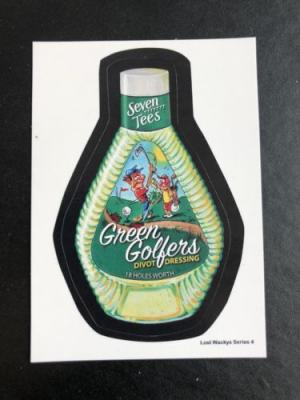 Seven
Tees
Green
Golfers
DIVOT DRESSING
18 HOLES WORTH
Lost Wackys Series 4